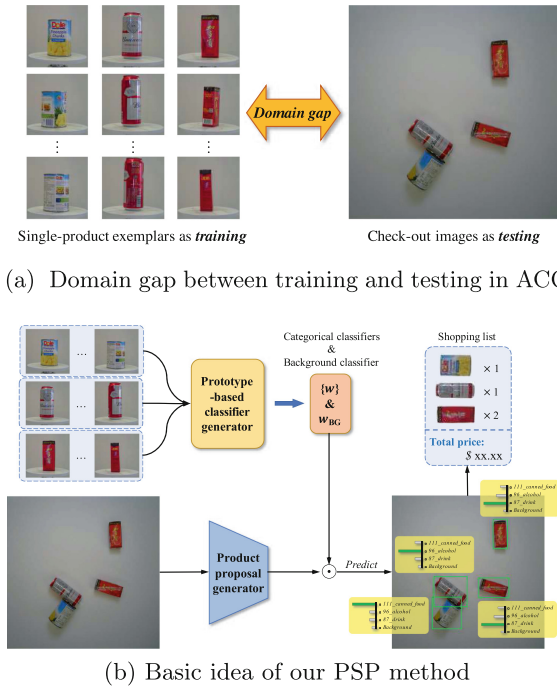 Dole
Domain gap
Single-product exemplars as training
Check-out images as testing
(a) Domain gap between training and testing in ACO
Categorical classifiers
&
Background classifier
Shopping list
Prototype
-based
classifier
generator
{w}
&
w_BG
× 1
× 1
× 2
Total price:
$ xx.xx
Product
proposal
generator
Predict
111_canned_food
96_alcohol
87_drink
Background
111_canned_food
96_alcohol
87_drink
Background
111_canned_food
96_alcohol
87_drink
Background
111_canned_food
96_alcohol
87_drink
Background
(b) Basic idea of our PSP method